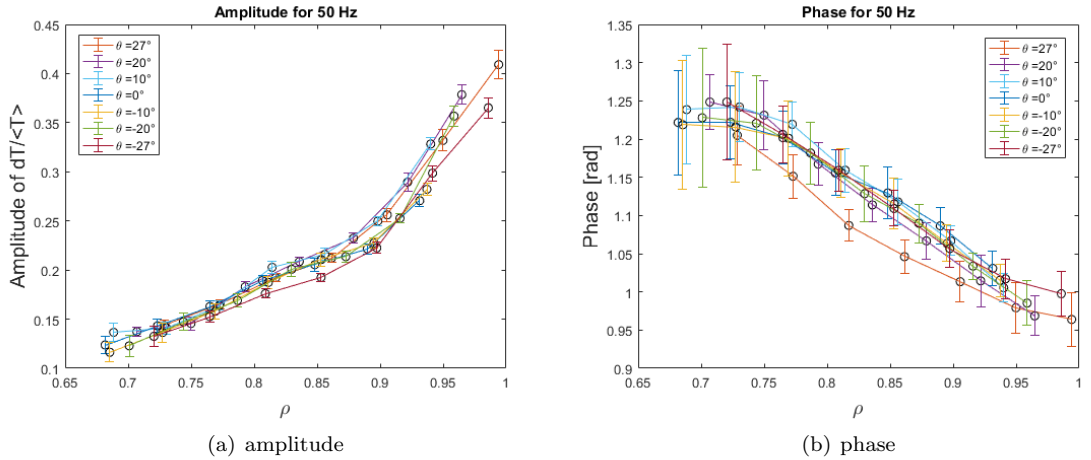 Amplitude for 50 Hz
0.45
0.4
0.35
0.3
0.25
0.2
0.15
0.1
Amplitude of dT/<T>
θ =27°
θ =20°
θ =10°
θ =0°
θ =-10°
θ =-20°
θ =-27°
0.65 0.7 0.75 0.8 0.85 0.9 0.95 1
ρ
(a) amplitude
Phase for 50 Hz
1.35
1.3
1.25
1.2
1.15
1.1
1.05
1
0.95
0.9
Phase [rad]
θ =27°
θ =20°
θ =10°
θ =0°
θ =-10°
θ =-20°
θ =-27°
0.65 0.7 0.75 0.8 0.85 0.9 0.95 1
ρ
(b) phase